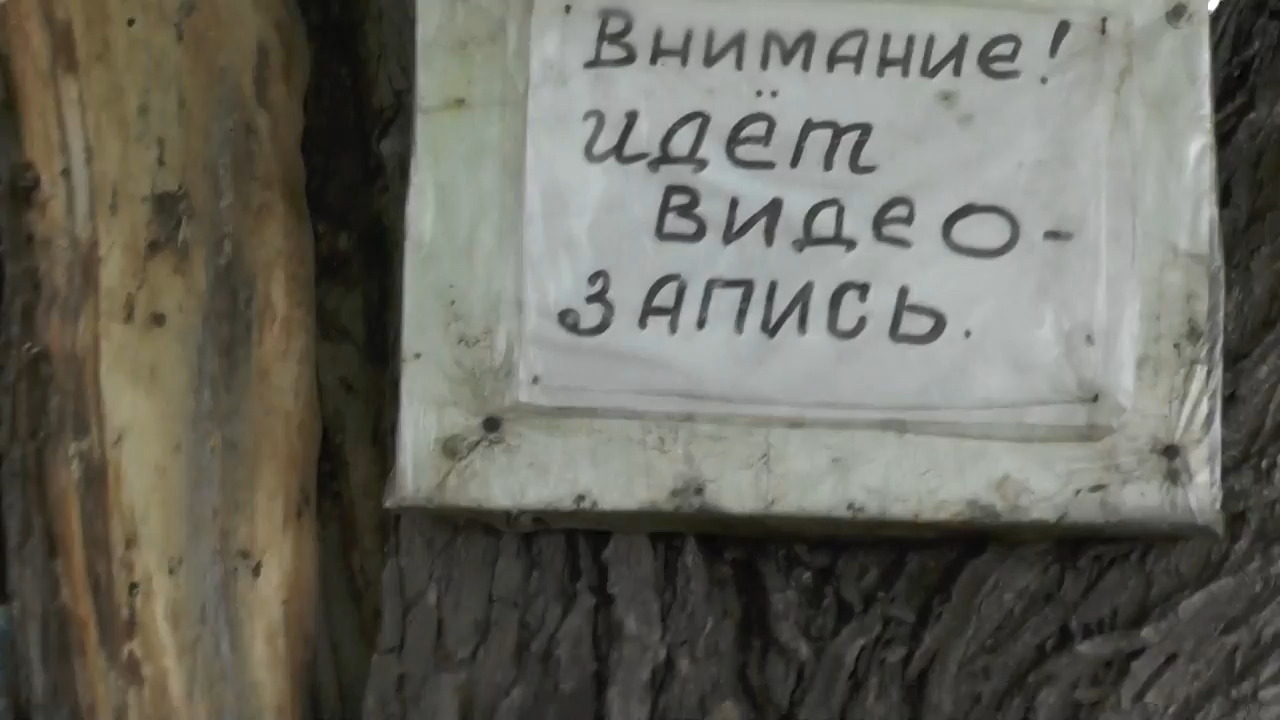 Внимание!
идёт
видео-
запись.